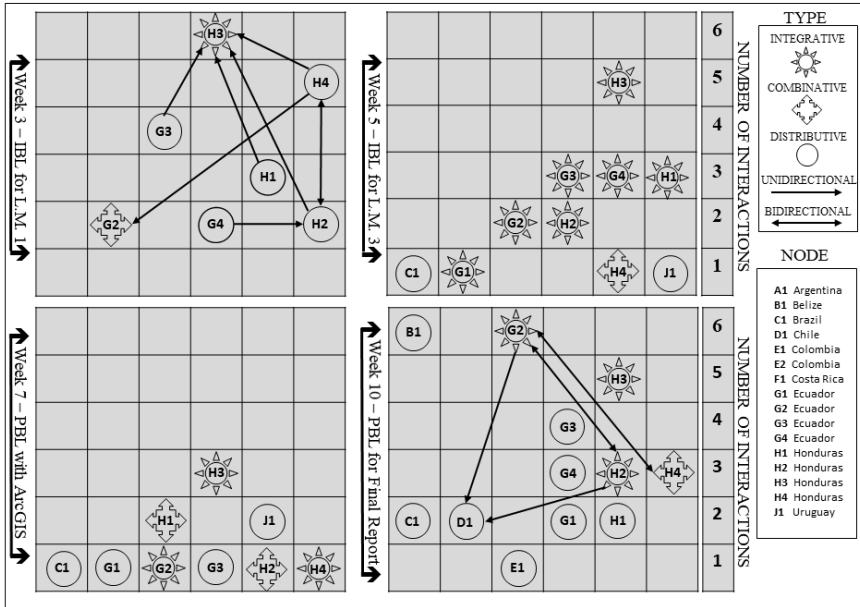 Week 3 – IBL for L.M. 1
H3
H4
G3
H1
G2
G4
H2
Week 5 – IBL for L.M. 3
H3
G3
G4
H1
G2
H2
C1
G1
H4
J1
6
5
4
3
2
1
NUMBER OF INTERACTIONS
Week 7 – PBL with ArcGIS
H3
H1
J1
C1
G1
G2
G3
H2
H4
Week 10 – PBL for Final Report
B1
G2
H3
G3
G4
H2
H4
C1
D1
G1
H1
E1
6
5
4
3
2
1
NUMBER OF INTERACTIONS
TYPE
INTEGRATIVE
COMBINATIVE
DISTRIBUTIVE
UNIDIRECTIONAL
BIDIRECTIONAL
NODE
A1 Argentina
B1 Belize
C1 Brazil
D1 Chile
E1 Colombia
E2 Colombia
F1 Costa Rica
G1 Ecuador
G2 Ecuador
G3 Ecuador
G4 Ecuador
H1 Honduras
H2 Honduras
H3 Honduras
H4 Honduras
J1 Uruguay